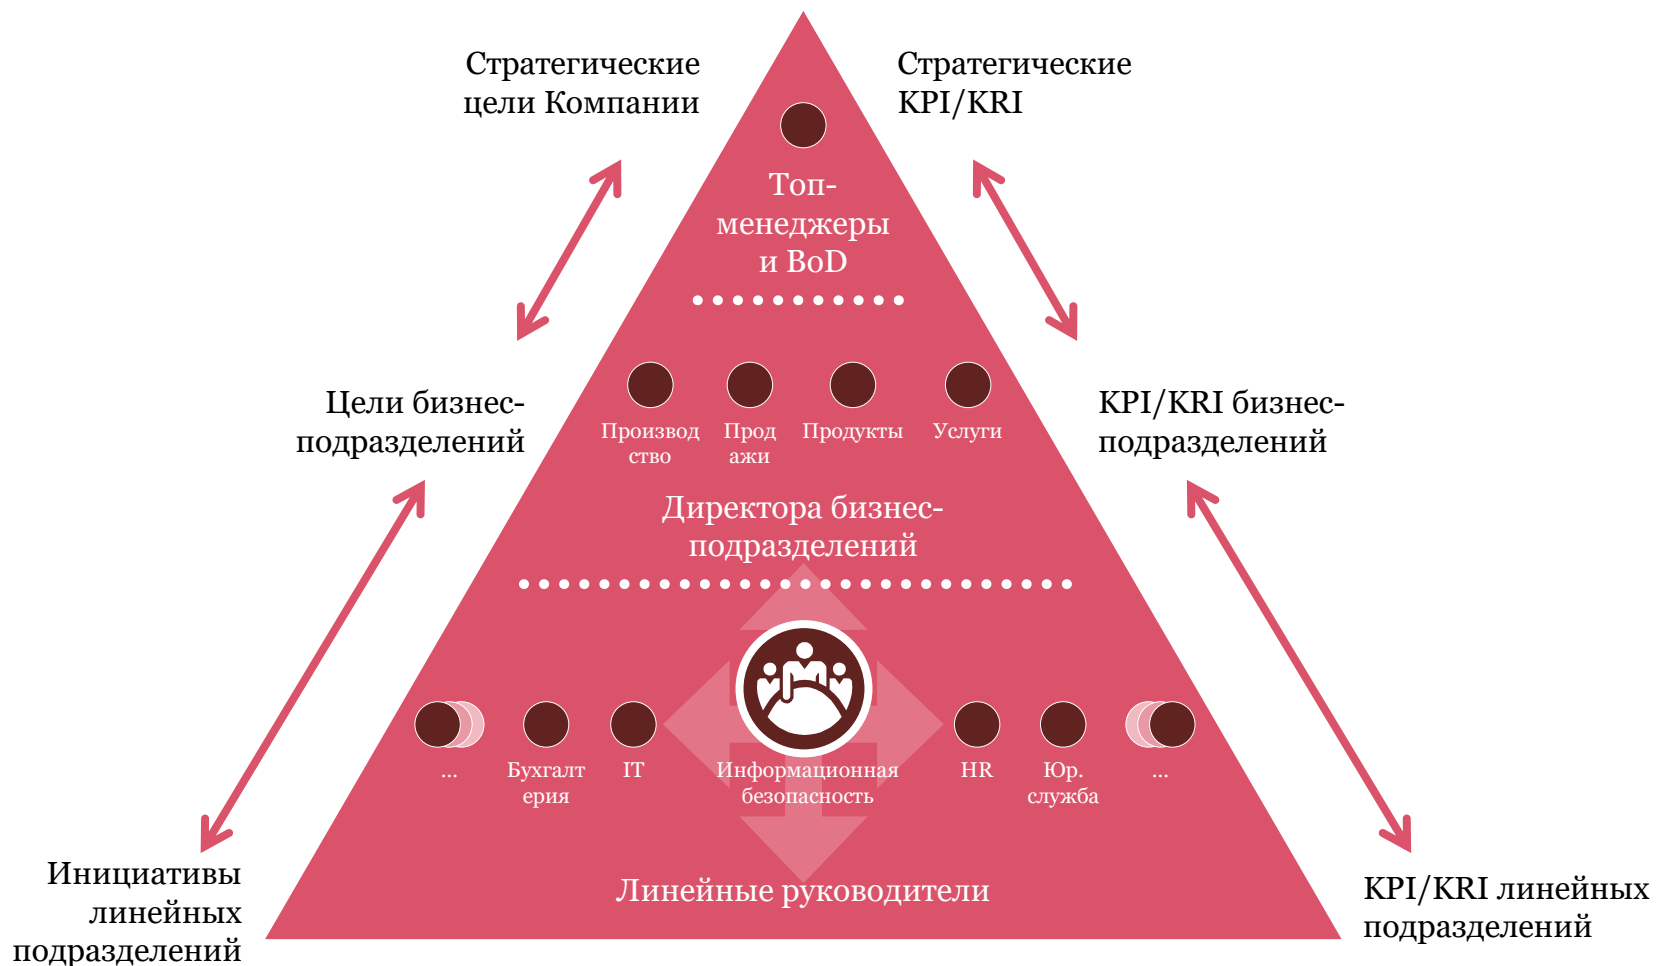 Стратегические
цели Компании
Стратегические
KPI/KRI
Топ-
менеджеры
и BoD
Цели бизнес-
подразделений
KPI/KRI бизнес-
подразделений
Производ
ство
Прод
ажи
Продукты
Услуги
Директора бизнес-
подразделений
...
Бухгалт
ерия
IT
Информационная
безопасность
HR
Юр.
служба
...
Линейные руководители
Инициативы
линейных
подразделений
KPI/KRI линейных
подразделений